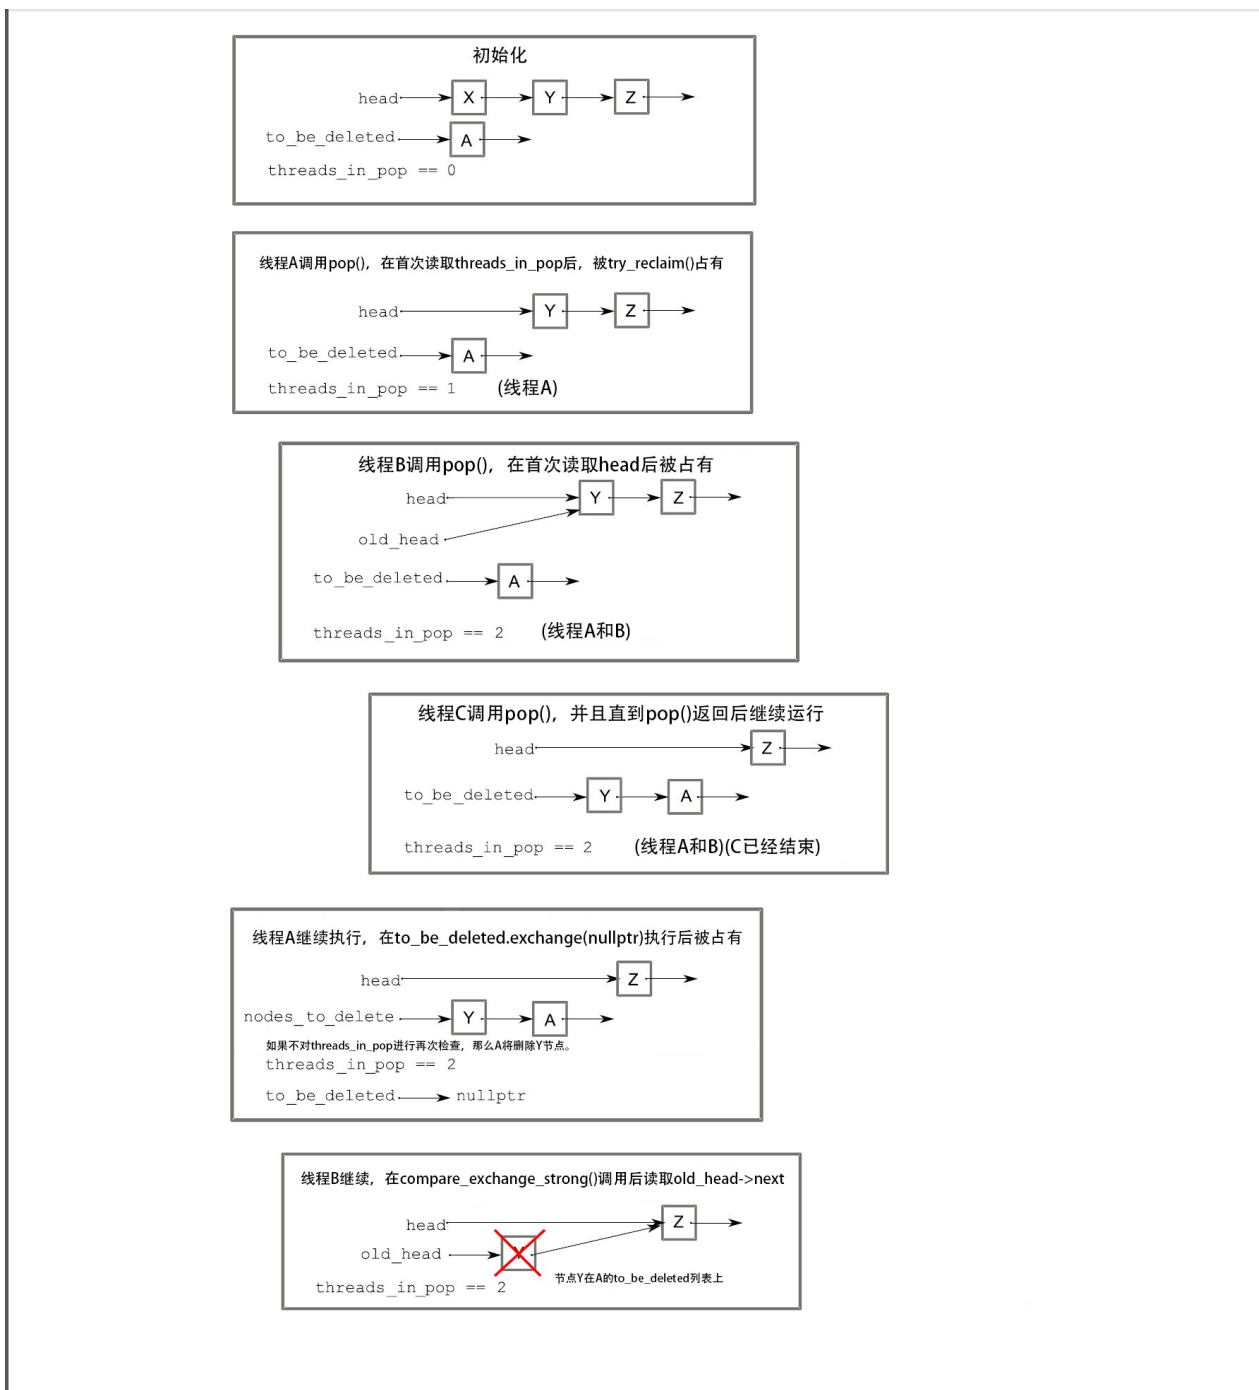 初始化
head X Y Z
to_be_deleted A
threads_in_pop == 0
线程A调用pop()，在首次读取threads_in_pop后，被try_reclaim()占有
head Y Z
to_be_deleted A
threads_in_pop == 1 (线程A)
线程B调用pop()，在首次读取head后被占有
head Y Z
old_head
to_be_deleted A
threads_in_pop == 2 (线程A和B)
线程C调用pop()，并且直到pop()返回后继续运行
head Z
to_be_deleted Y A
threads_in_pop == 2 (线程A和B)(C已经结束)
线程A继续执行，在to_be_deleted.exchange(nullptr)执行后被占有
head Z
nodes_to_delete Y A
如果不对threads_in_pop进行再次检查，那么A将删除Y节点。
threads_in_pop == 2
to_be_deleted nullptr
线程B继续，在compare_exchange_strong()调用后读取old_head->next
head Z
old_head Y
节点Y在A的to_be_deleted列表上
threads_in_pop == 2